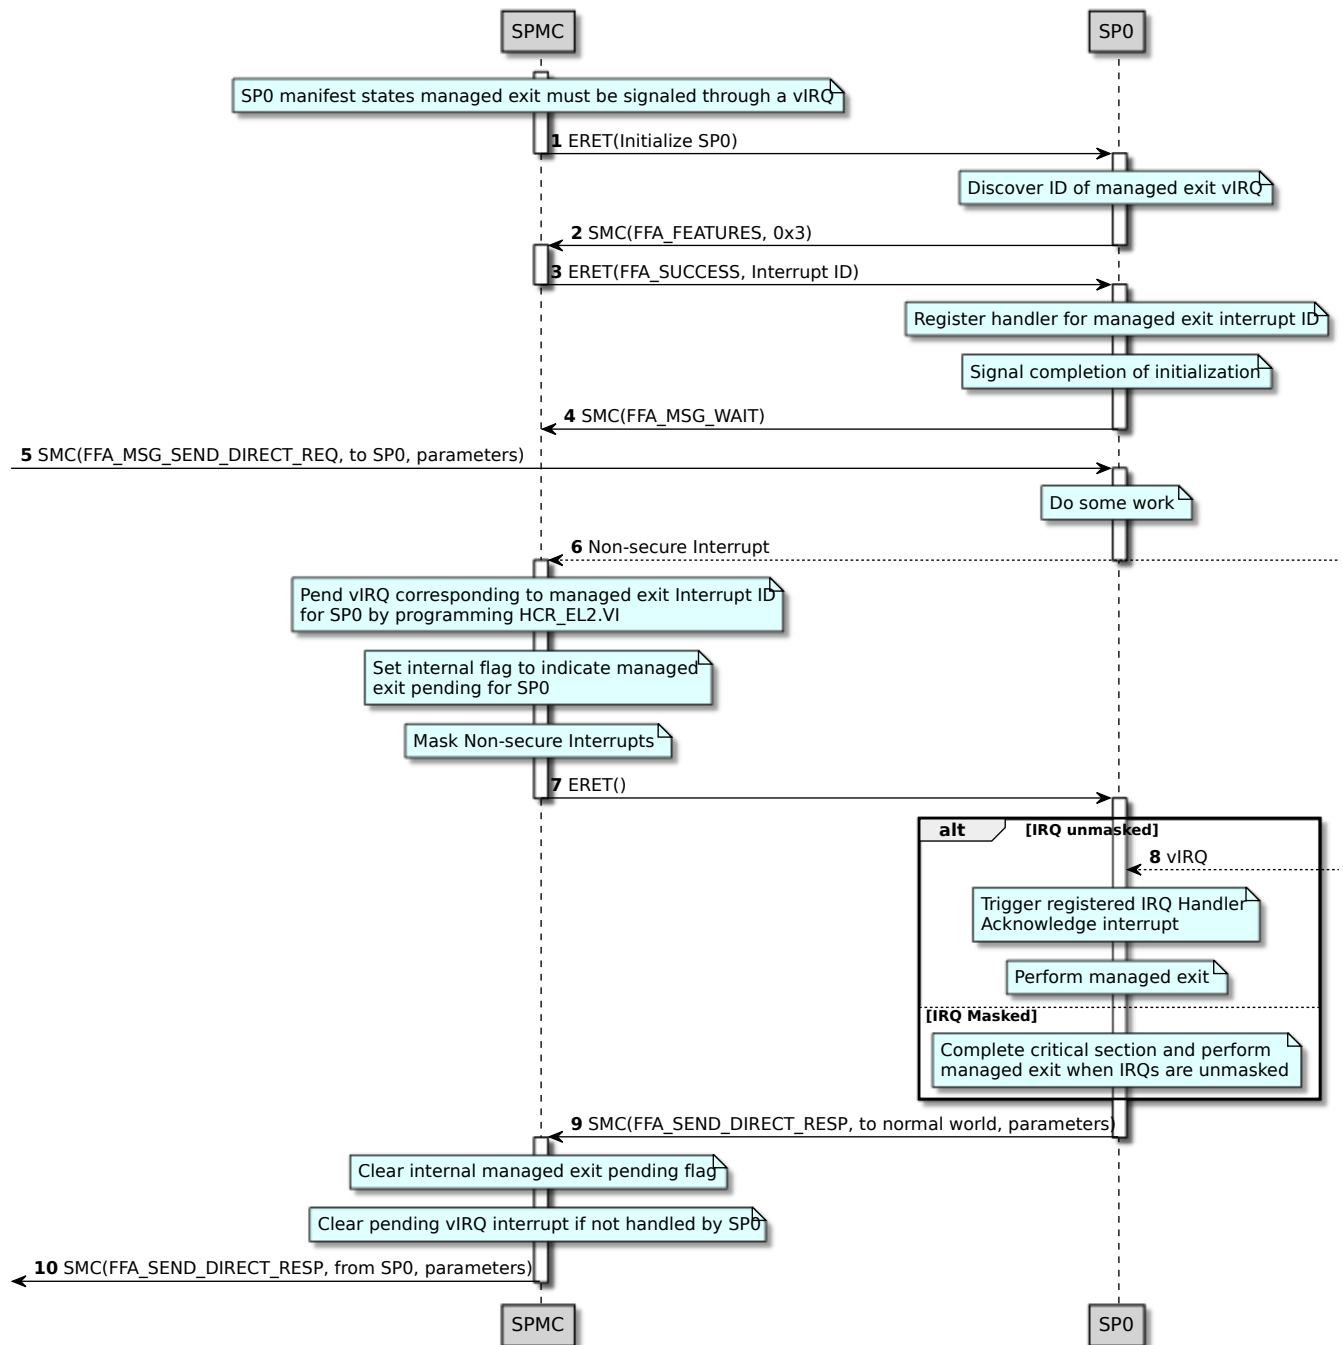 SPMC
SP0
SP0 manifest states managed exit must be signaled through a vIRQ
1 ERET(Initialize SP0)
Discover ID of managed exit vIRQ
2 SMC(FFA_FEATURES, 0x3)
3 ERET(FFA_SUCCESS, Interrupt ID)
Register handler for managed exit interrupt ID
Signal completion of initialization
4 SMC(FFA_MSG_WAIT)
5 SMC(FFA_MSG_SEND_DIRECT_REQ, to SP0, parameters)
Do some work
6 Non-secure Interrupt
Pend vIRQ corresponding to managed exit Interrupt ID
for SP0 by programming HCR_EL2.VI
Set internal flag to indicate managed
exit pending for SP0
Mask Non-secure Interrupts
7 ERET()
alt [IRQ unmasked]
8 vIRQ
Trigger registered IRQ Handler
Acknowledge interrupt
Perform managed exit
[IRQ Masked]
Complete critical section and perform
managed exit when IRQs are unmasked
9 SMC(FFA_SEND_DIRECT_RESP, to normal world, parameters)
Clear internal managed exit pending flag
Clear pending vIRQ interrupt if not handled by SP0
10 SMC(FFA_SEND_DIRECT_RESP, from SP0, parameters)
SPMC
SP0